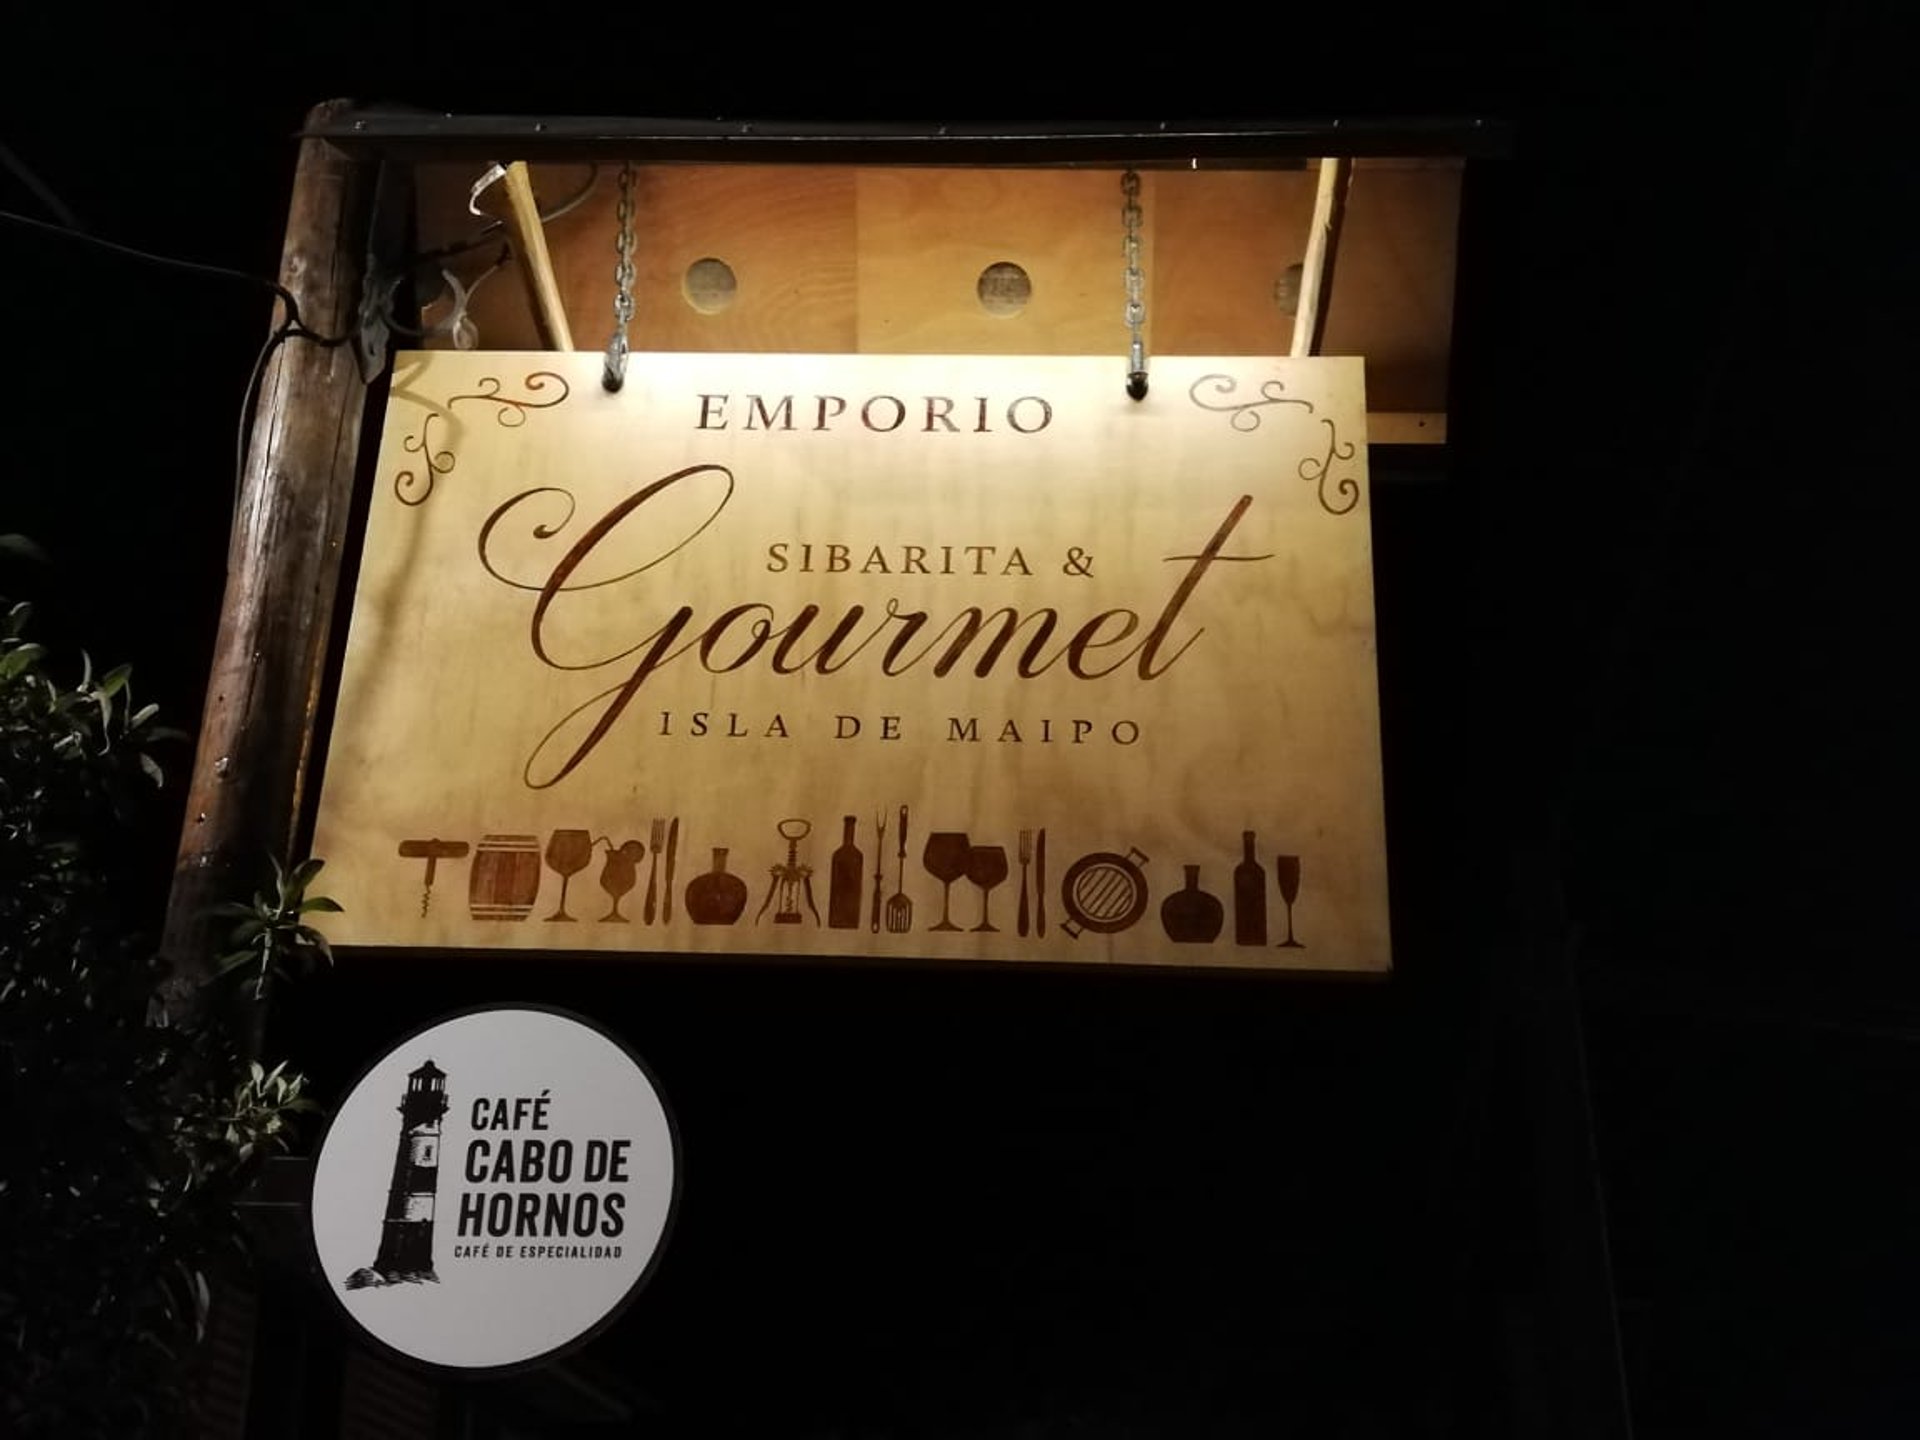 EMPORIO
SIBARITA &
Gourmet
ISLA DE MAIPO
CAFÉ
CABO DE
HORNOS
CAFÉ DE ESPECIALIDAD